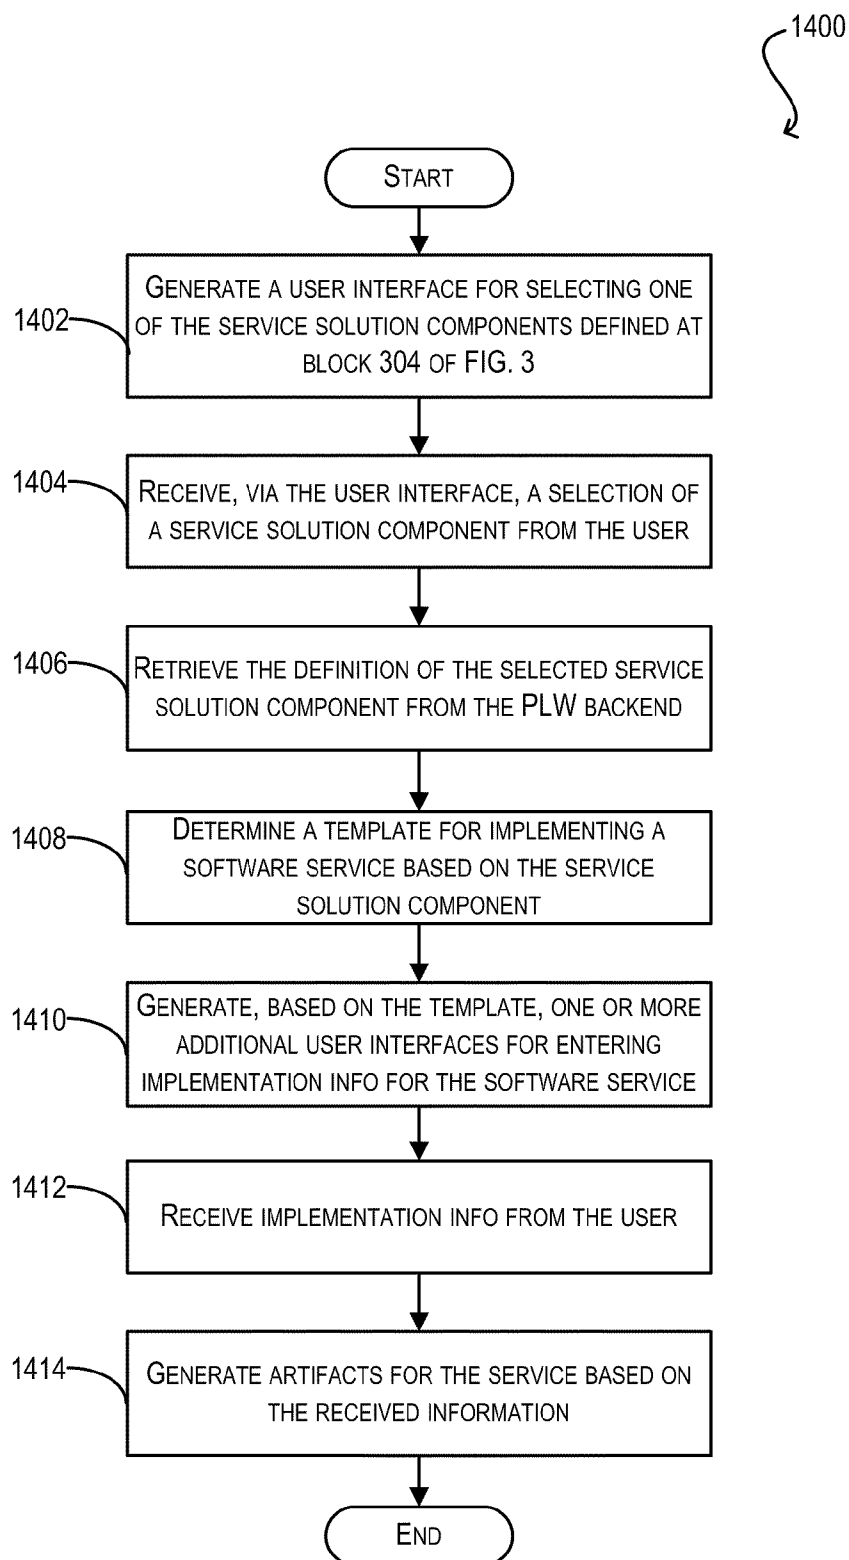 1400
START
1402
GENERATE A USER INTERFACE FOR SELECTING ONE
OF THE SERVICE SOLUTION COMPONENTS DEFINED AT
BLOCK 304 OF FIG. 3
1404
RECEIVE, VIA THE USER INTERFACE, A SELECTION OF
A SERVICE SOLUTION COMPONENT FROM THE USER
1406
RETRIEVE THE DEFINITION OF THE SELECTED SERVICE
SOLUTION COMPONENT FROM THE PLW BACKEND
1408
DETERMINE A TEMPLATE FOR IMPLEMENTING A
SOFTWARE SERVICE BASED ON THE SERVICE
SOLUTION COMPONENT
1410
GENERATE, BASED ON THE TEMPLATE, ONE OR MORE
ADDITIONAL USER INTERFACES FOR ENTERING
IMPLEMENTATION INFO FOR THE SOFTWARE SERVICE
1412
RECEIVE IMPLEMENTATION INFO FROM THE USER
1414
GENERATE ARTIFACTS FOR THE SERVICE BASED ON
THE RECEIVED INFORMATION
END